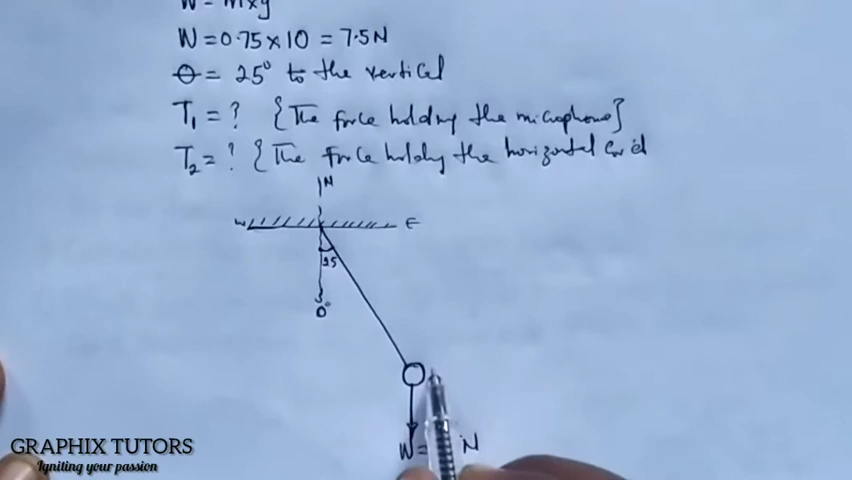 W = m×g
W = 0.75×10 = 7.5N
θ = 25° to the vertical
T₁ = ? {The force holding the microphone}
T₂ = ? {The force holding the horizontal
N
W E
25
0°
W = N
GRAPHIX TUTORS
Igniting your passion